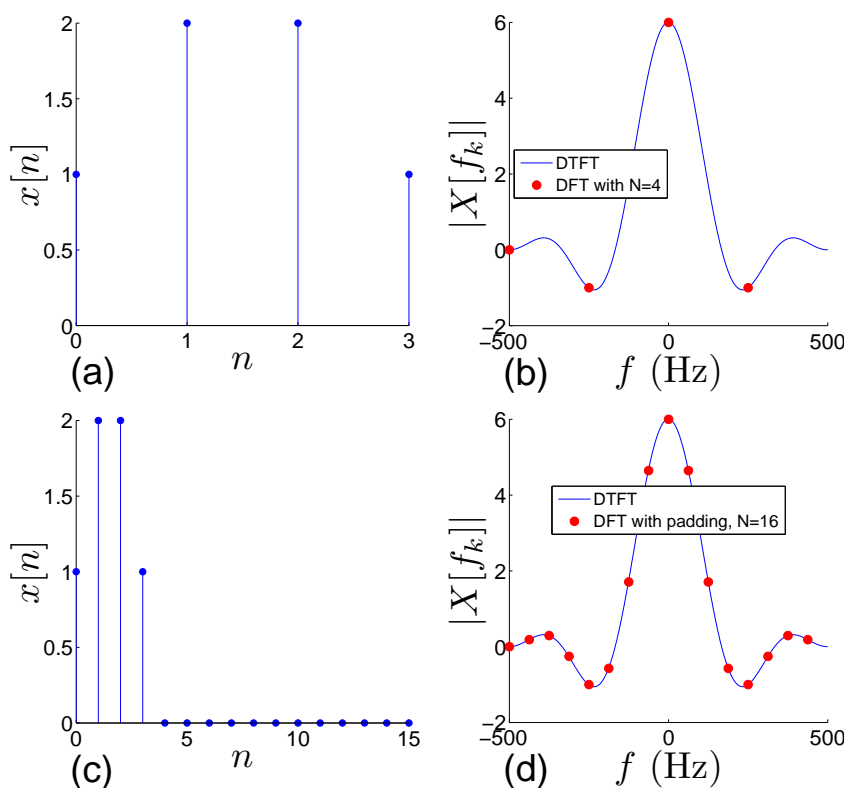 2
1.5
1
0.5
0
0
1
2
3
x[n]
n
(a)
6
4
2
0
−2
−500
0
500
|X[f_k]|
f (Hz)
DTFT
DFT with N=4
(b)
2
1.5
1
0.5
0
0
5
10
15
x[n]
n
(c)
6
4
2
0
−2
−500
0
500
|X[f_k]|
f (Hz)
DTFT
DFT with padding, N=16
(d)